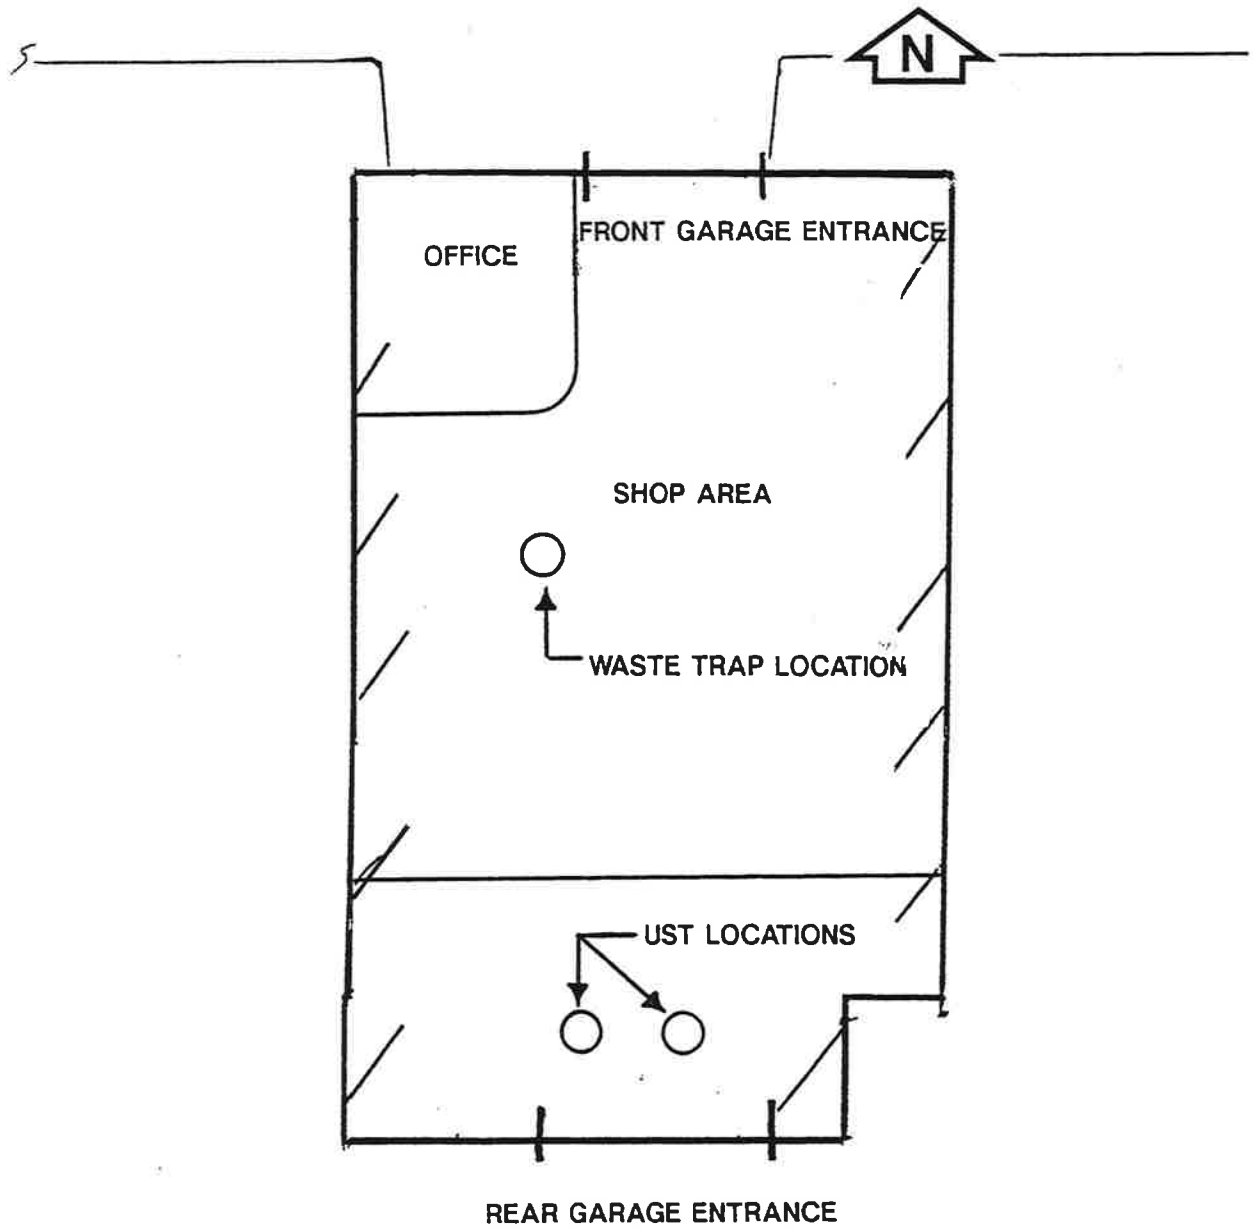 N
FRONT GARAGE ENTRANCE
OFFICE
SHOP AREA
WASTE TRAP LOCATION
UST LOCATIONS
REAR GARAGE ENTRANCE